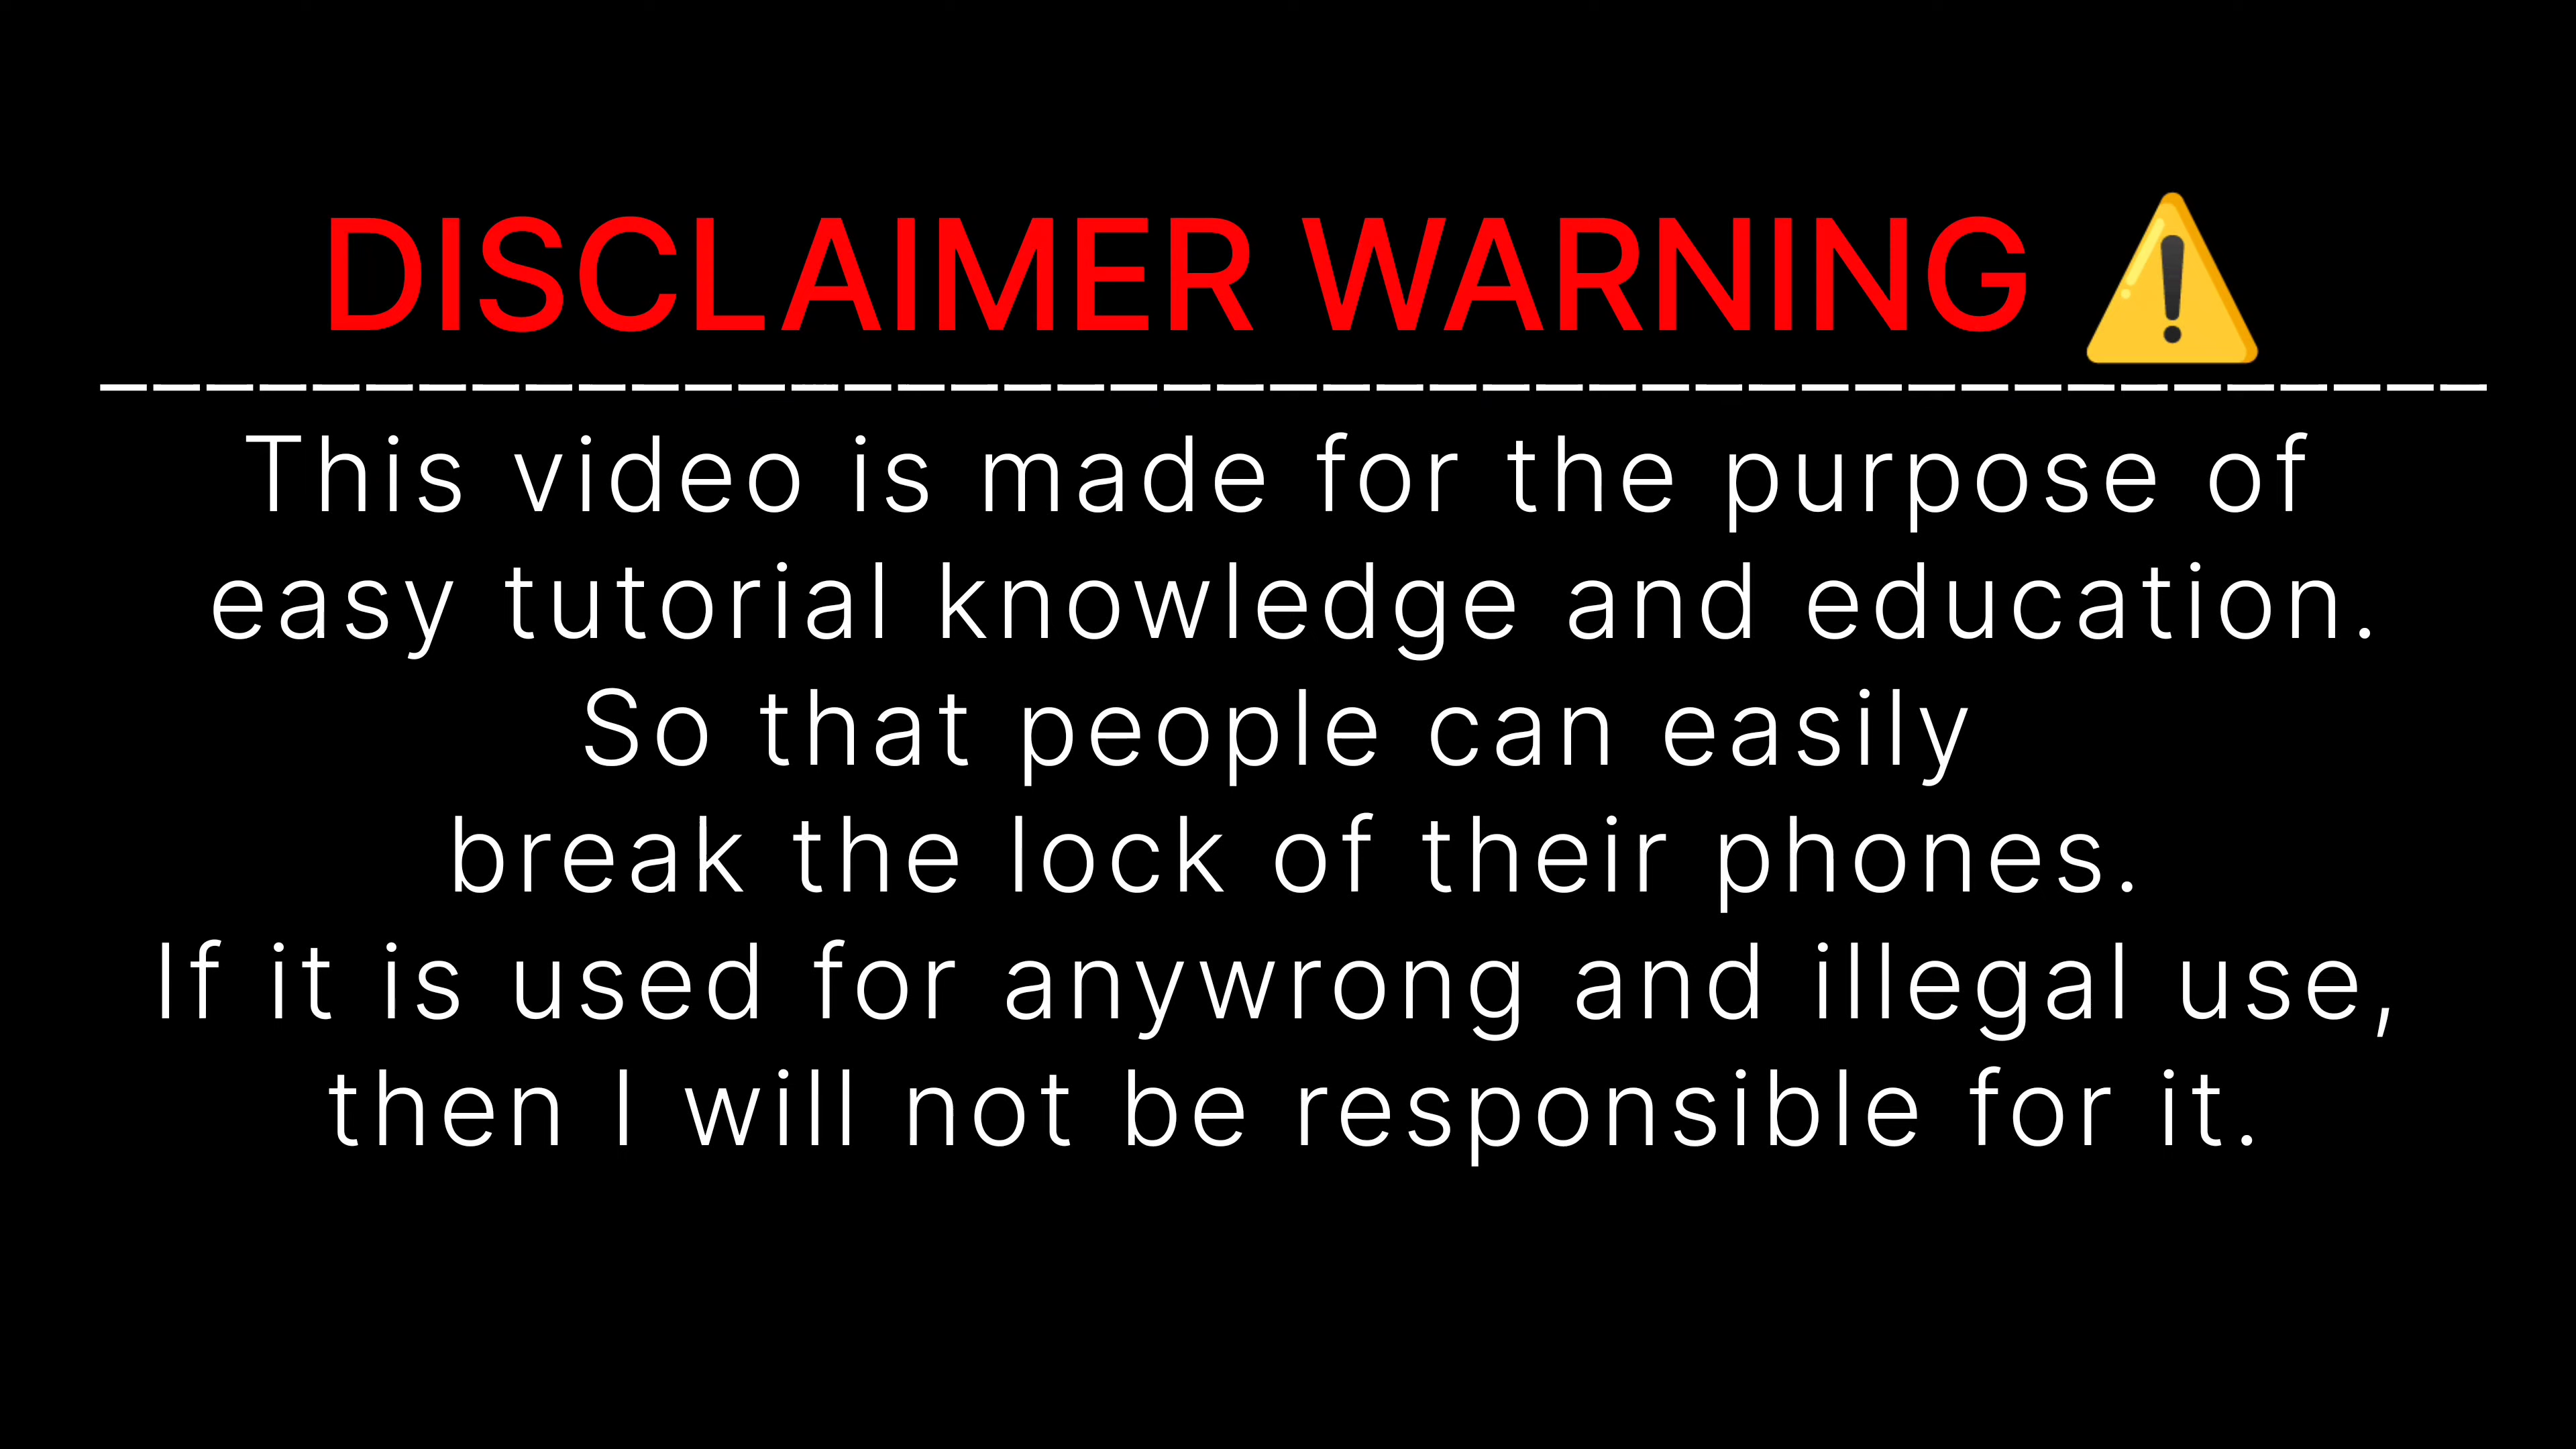 DISCLAIMER WARNING ⚠️
_____________________________________________
This video is made for the purpose of
easy tutorial knowledge and education.
So that people can easily
break the lock of their phones.
If it is used for anywrong and illegal use,
then I will not be responsible for it.